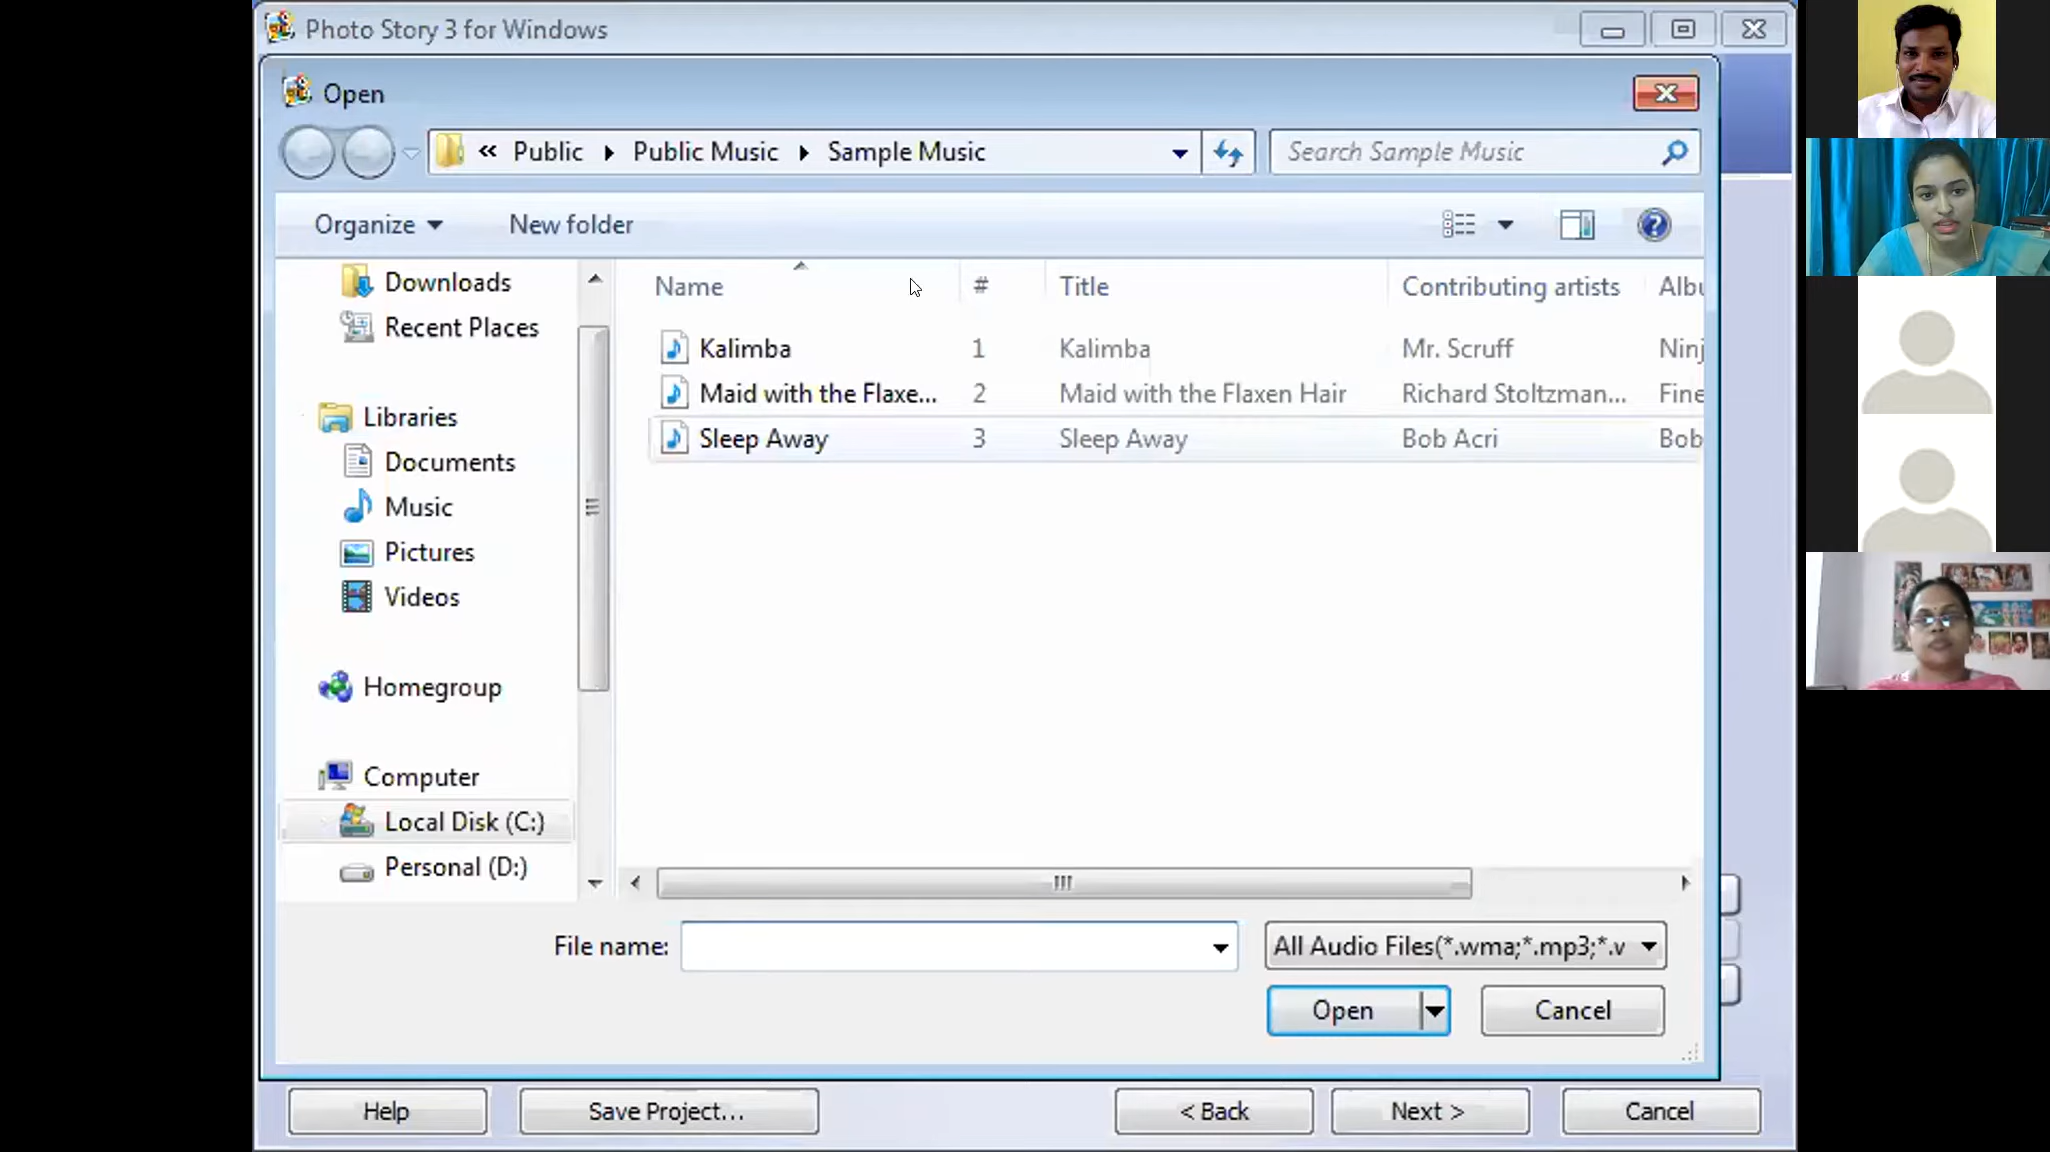 Photo Story 3 for Windows
Open
« Public Public Music Sample Music
Search Sample Music
Organize New folder
Downloads
Recent Places
Libraries
Documents
Music
Pictures
Videos
Homegroup
Computer
Local Disk (C:)
Personal (D:)
Name # Title Contributing artists Albu
Kalimba 1 Kalimba Mr. Scruff Ninj
Maid with the Flaxe... 2 Maid with the Flaxen Hair Richard Stoltzman... Fine
Sleep Away 3 Sleep Away Bob Acri Bob
File name: All Audio Files(*.wma;*.mp3;*.v
Open Cancel
Help Save Project... < Back Next > Cancel